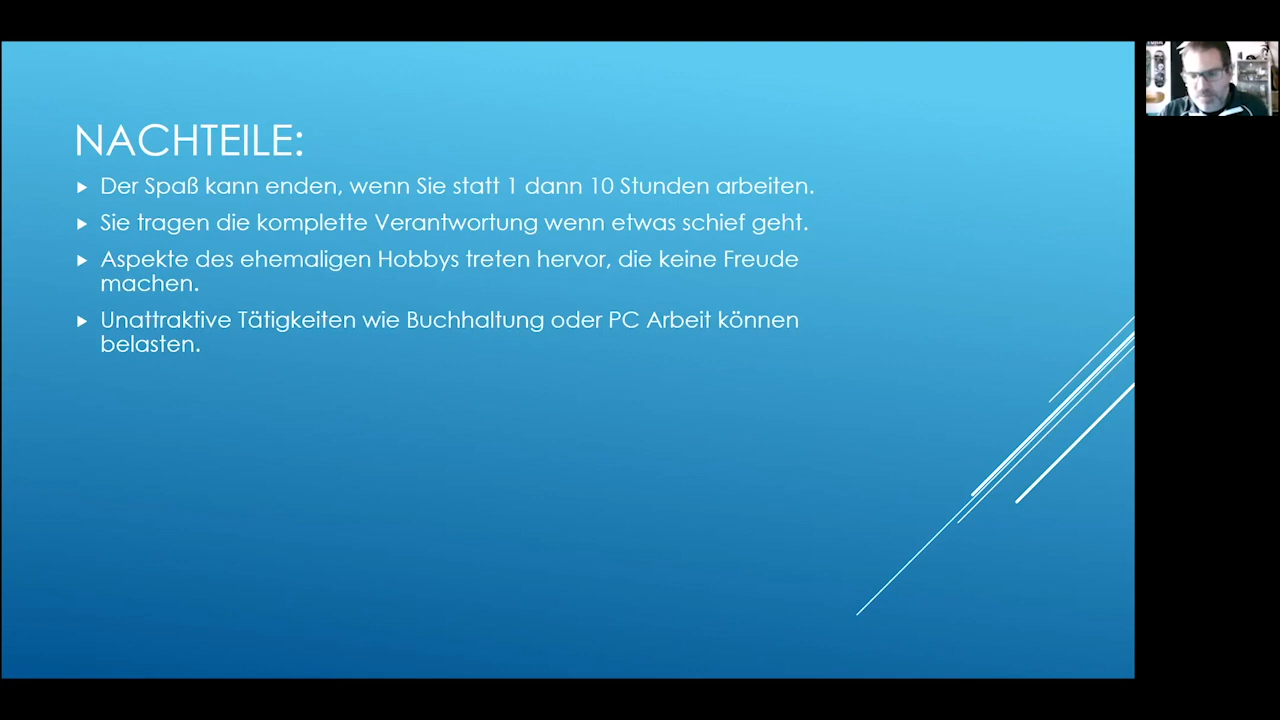 NACHTEILE:
Der Spaß kann enden, wenn Sie statt 1 dann 10 Stunden arbeiten.
Sie tragen die komplette Verantwortung wenn etwas schief geht.
Aspekte des ehemaligen Hobbys treten hervor, die keine Freude
machen.
Unattraktive Tätigkeiten wie Buchhaltung oder PC Arbeit können
belasten.